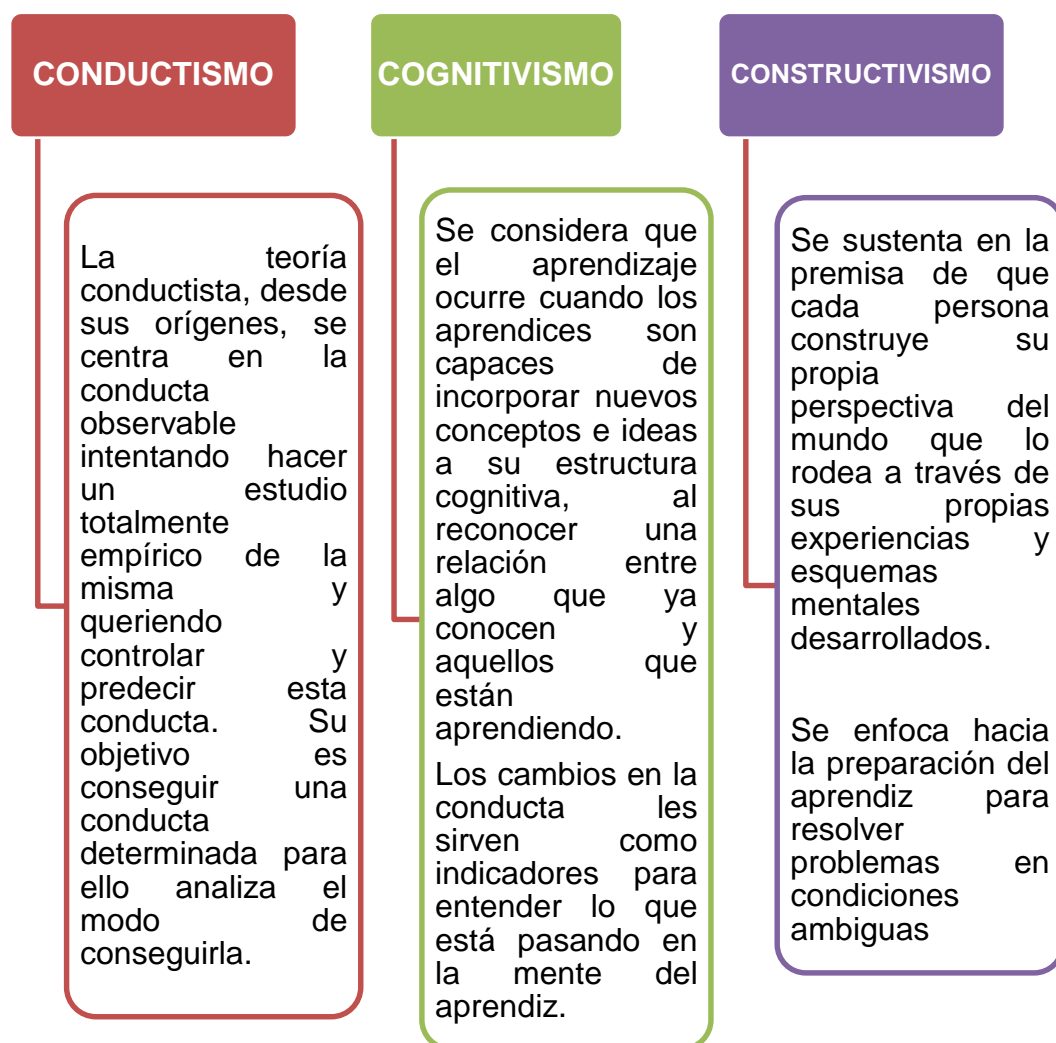 CONDUCTISMO
La teoría
conductista, desde
sus orígenes, se
centra en la
conducta
observable
intentando hacer
un estudio
totalmente
empírico de la
misma y
queriendo
controlar y
predecir esta
conducta. Su
objetivo es
conseguir una
conducta
determinada para
ello analiza el
modo de
conseguirla.
COGNITIVISMO
Se considera que
el aprendizaje
ocurre cuando los
aprendices son
capaces de
incorporar nuevos
conceptos e ideas
a su estructura
cognitiva, al
reconocer una
relación entre
algo que ya
conocen y
aquellos que
están
aprendiendo.
Los cambios en la
conducta les
sirven como
indicadores para
entender lo que
está pasando en
la mente del
aprendiz.
CONSTRUCTIVISMO
Se sustenta en la
premisa de que
cada persona
construye su
propia
perspectiva del
mundo que lo
rodea a través de
sus propias
experiencias y
esquemas
mentales
desarrollados.
Se enfoca hacia
la preparación del
aprendiz para
resolver
problemas en
condiciones
ambiguas